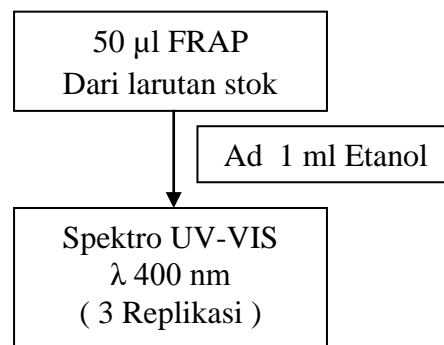 50 µl FRAP
Dari larutan stok
Ad 1 ml Etanol
Spektro UV-VIS
λ 400 nm
( 3 Replikasi )